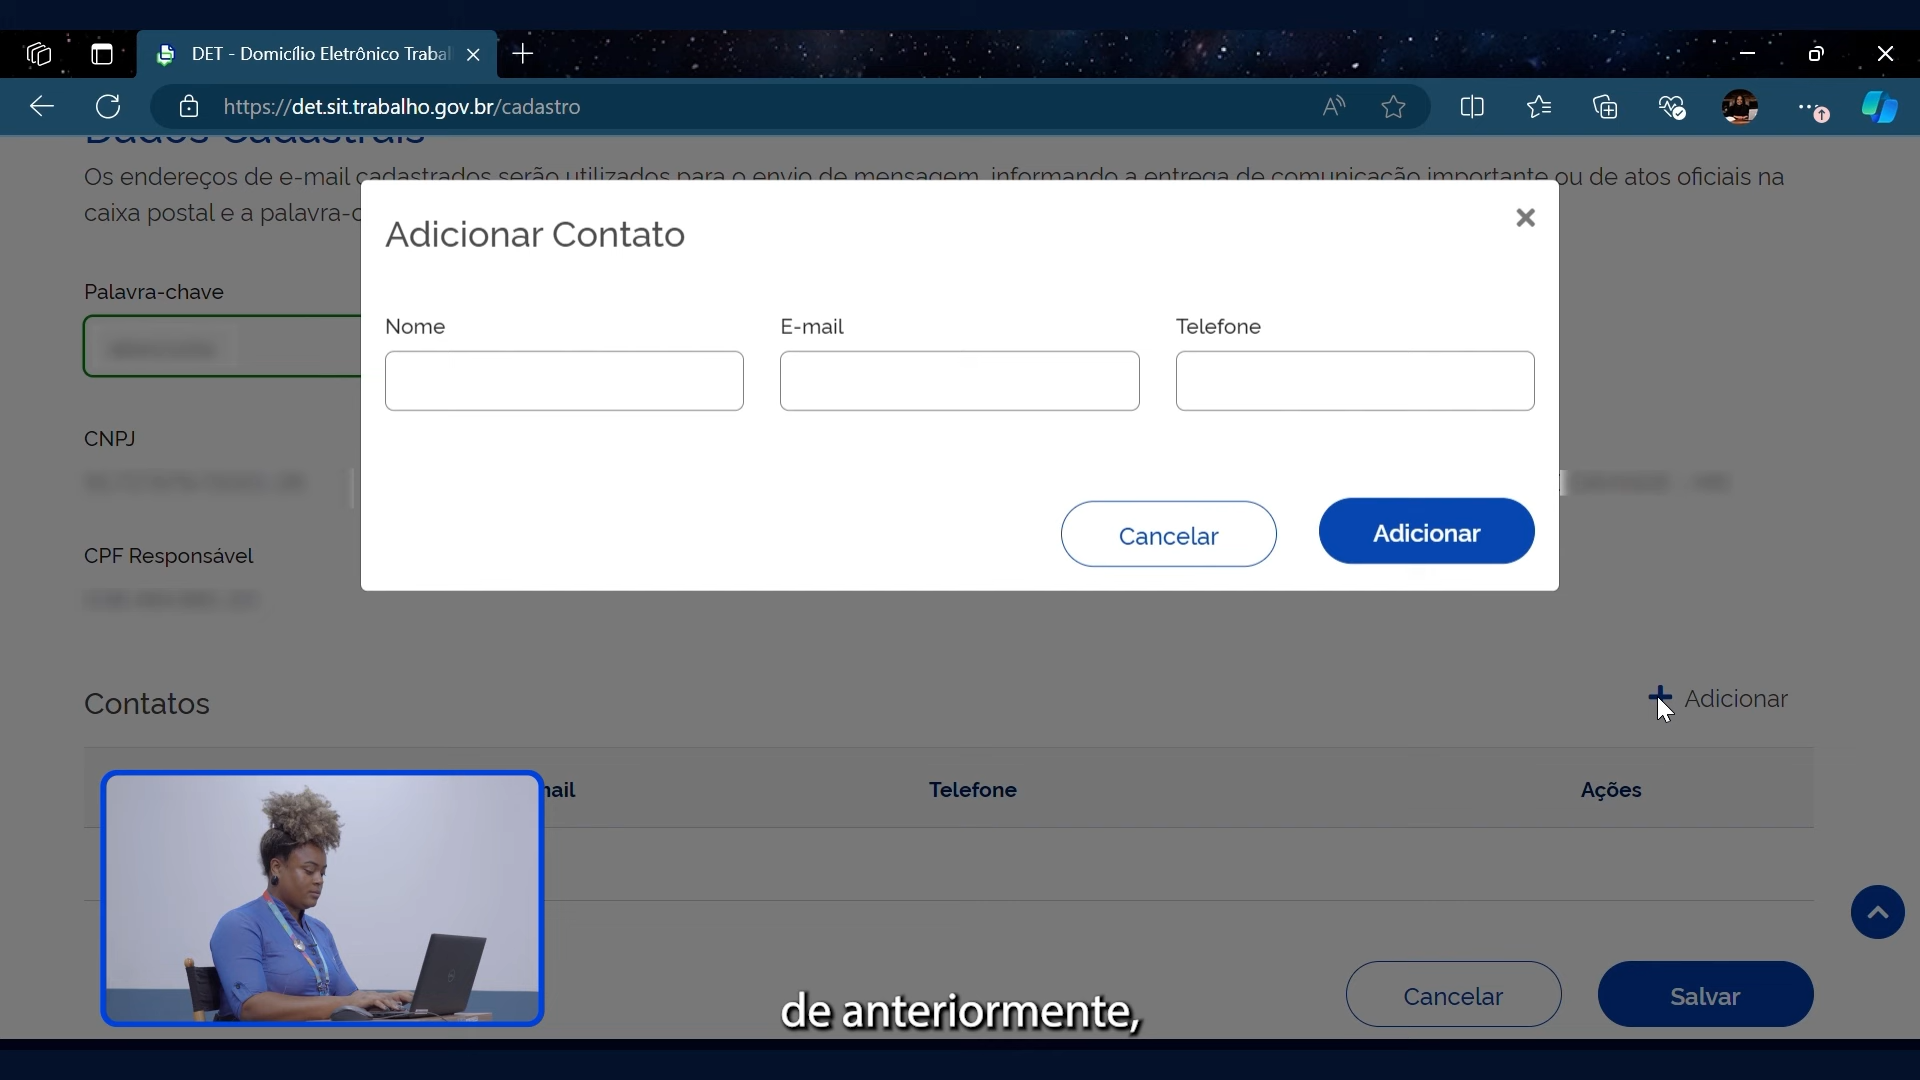 DET - Domicílio Eletrônico Trabal
https://det.sit.trabalho.gov.br/cadastro
Dados Cadastrais
Os endereços de e-mail cadastrados serão utilizados para o envio de mensagem, informando a entrega de comunicação importante ou de atos oficiais na
caixa postal e a palavra-c
Adicionar Contato
Palavra-chave
Nome
E-mail
Telefone
CNPJ
Cancelar
Adicionar
CPF Responsável
Contatos
Adicionar
nail
Telefone
Ações
Cancelar
Salvar
de anteriormente,